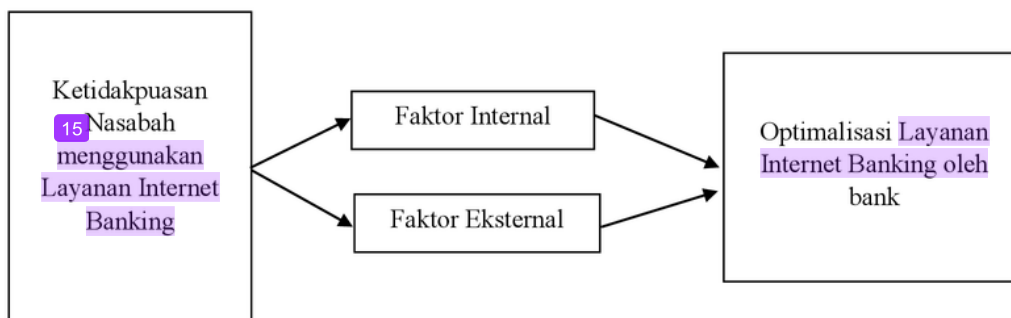 Ketidakpuasan
15 Nasabah
menggunakan
Layanan Internet
Banking
Faktor Internal
Faktor Eksternal
Optimalisasi Layanan
Internet Banking oleh
bank